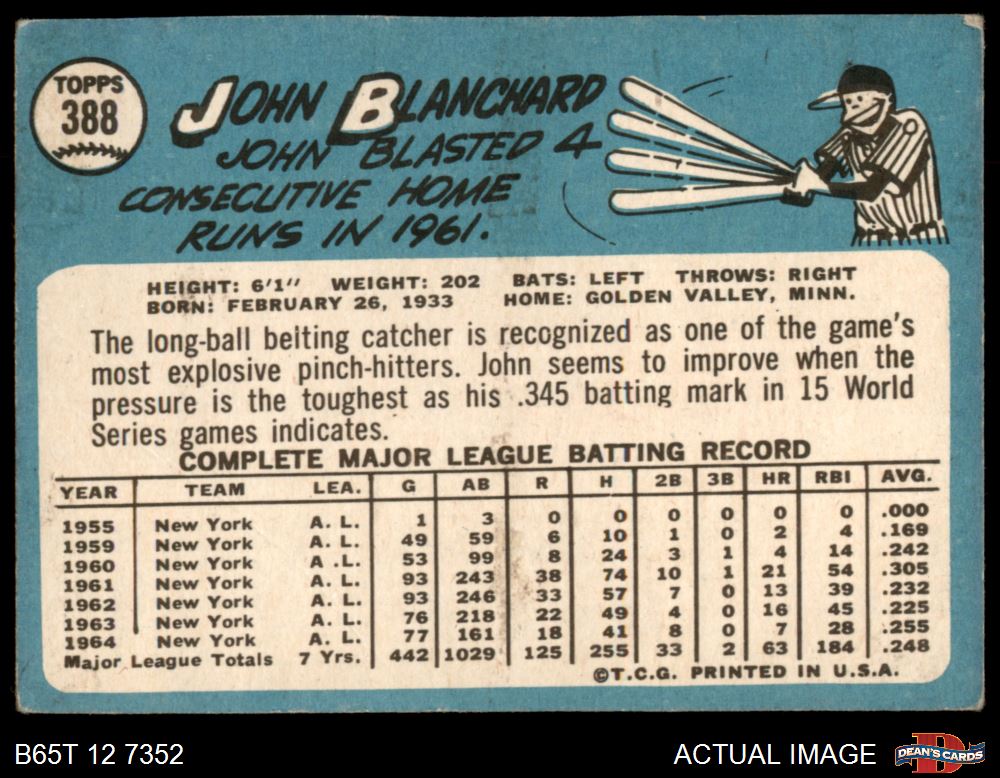 TOPPS
388
JOHN BLANCHARD
JOHN BLASTED 4
CONSECUTIVE HOME
RUNS IN 1961.
HEIGHT: 6'1" WEIGHT: 202 BATS: LEFT THROWS: RIGHT
BORN: FEBRUARY 26, 1933 HOME: GOLDEN VALLEY, MINN.
The long-ball belting catcher is recognized as one of the game's
most explosive pinch-hitters. John seems to improve when the
pressure is the toughest as his .345 batting mark in 15 World
Series games indicates.
COMPLETE MAJOR LEAGUE BATTING RECORD
YEAR TEAM LEA. G AB R H 2B 3B HR RBI AVG.
1955 New York A. L. 1 3 0 0 0 0 0 0 .000
1959 New York A. L. 49 59 6 10 1 0 2 4 .169
1960 New York A .L. 53 99 8 24 3 1 4 14 .242
1961 New York A. L. 93 243 38 74 10 1 21 54 .305
1962 New York A. L. 93 246 33 57 7 0 13 39 .232
1963 New York A. L. 76 218 22 49 4 0 16 45 .225
1964 New York A. L. 77 161 18 41 8 0 7 28 .255
Major League Totals 7 Yrs. 442 1029 125 255 33 2 63 184 .248
©T.C.G. PRINTED IN U.S.A.
B65T 12 7352 ACTUAL IMAGE D DEAN'S CARDS